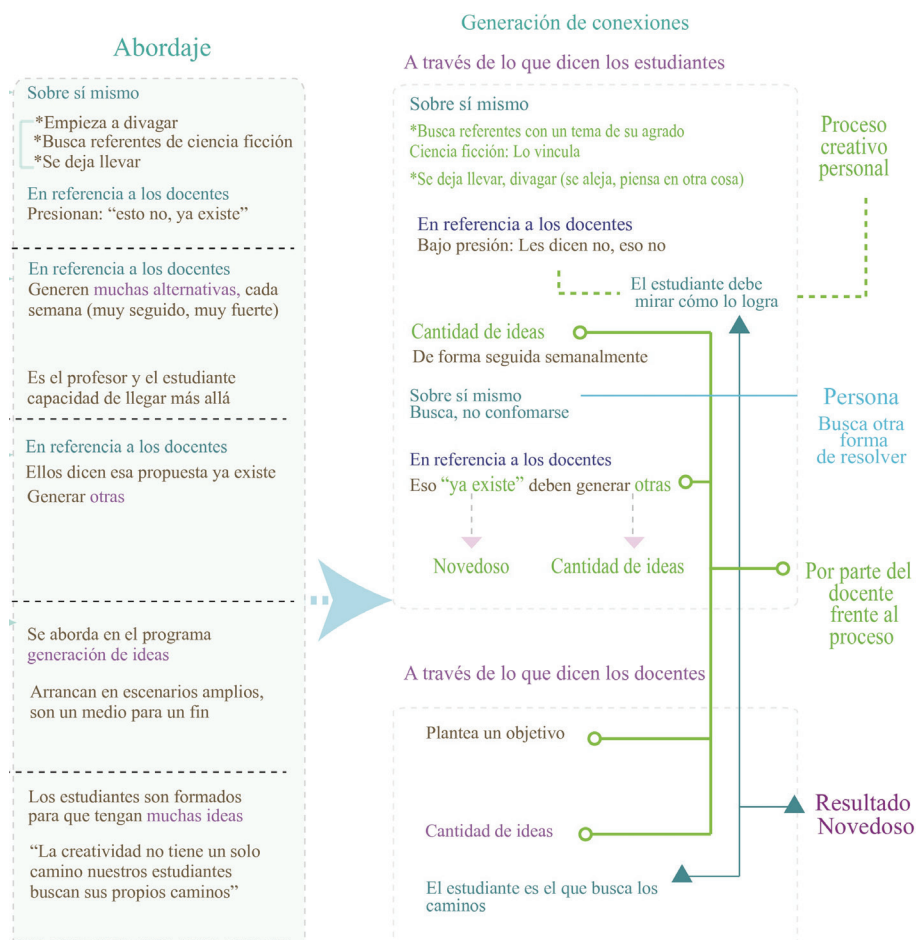 Abordaje
Sobre sí mismo
*Empieza a divagar
*Busca referentes de ciencia ficción
*Se deja llevar
En referencia a los docentes
Presionan: “esto no, ya existe”
En referencia a los docentes
Generen muchas alternativas, cada
semana (muy seguido, muy fuerte)
Es el profesor y el estudiante
capacidad de llegar más allá
En referencia a los docentes
Ellos dicen esa propuesta ya existe
Generar otras
Se aborda en el programa
generación de ideas
Arrancan en escenarios amplios,
son un medio para un fin
Los estudiantes son formados
para que tengan muchas ideas
“La creatividad no tiene un solo
camino nuestros estudiantes
buscan sus propios caminos”
Generación de conexiones
A través de lo que dicen los estudiantes
Sobre sí mismo
*Busca referentes con un tema de su agrado
Ciencia ficción: Lo vincula
*Se deja llevar, divagar (se aleja, piensa en otra cosa)
En referencia a los docentes
Bajo presión: Les dicen no, eso no
El estudiante debe
mirar cómo lo logra
Cantidad de ideas
De forma seguida semanalmente
Sobre sí mismo
Busca, no confomarse
En referencia a los docentes
Eso “ya existe” deben generar otras
Novedoso
Cantidad de ideas
A través de lo que dicen los docentes
Plantea un objetivo
Cantidad de ideas
El estudiante es el que busca los
caminos
Proceso
creativo
personal
Persona
Busca otra
forma
de resolver
Por parte del
docente
frente al
proceso
Resultado
Novedoso